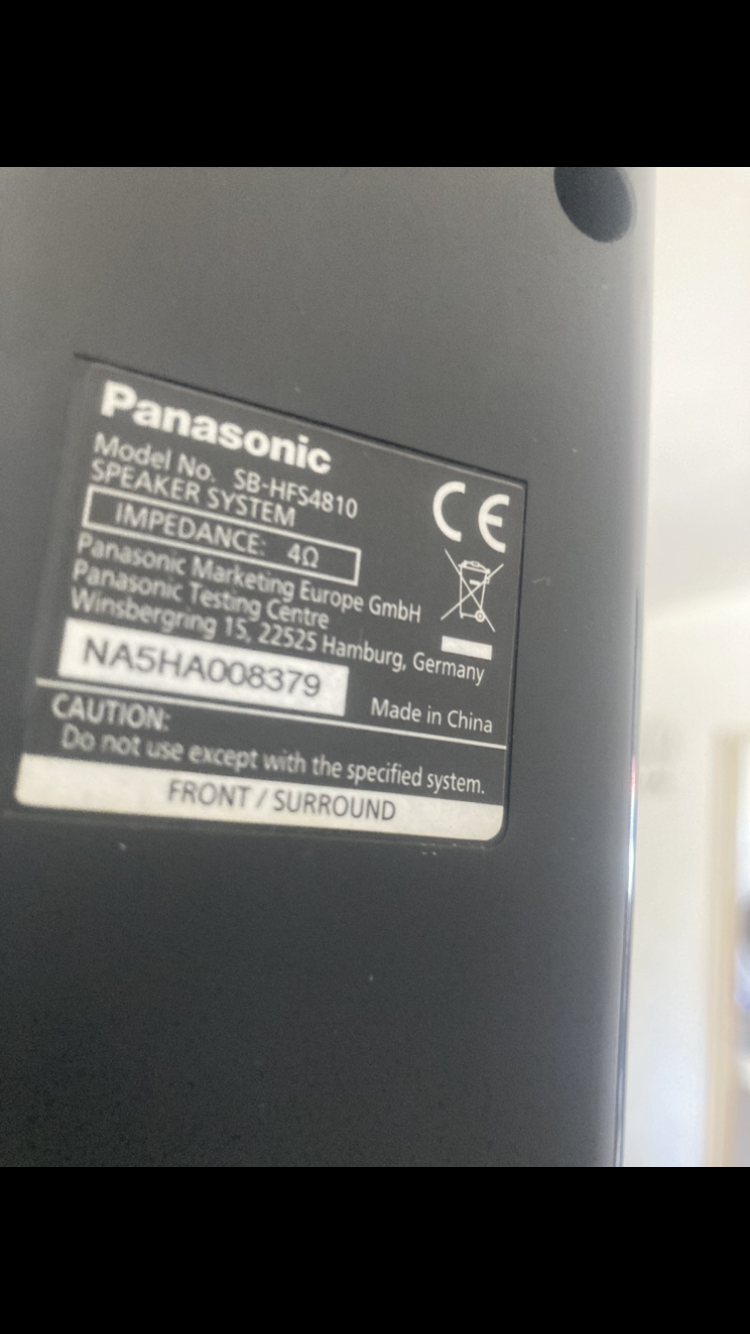 Panasonic
Model No. SB-HFS4810
SPEAKER SYSTEM
IMPEDANCE: 4Ω
Panasonic Marketing Europe GmbH
Panasonic Testing Centre
Winsbergring 15, 22525 Hamburg, Germany
NA5HA008379
Made in China
CAUTION:
Do not use except with the specified system.
FRONT / SURROUND
CE